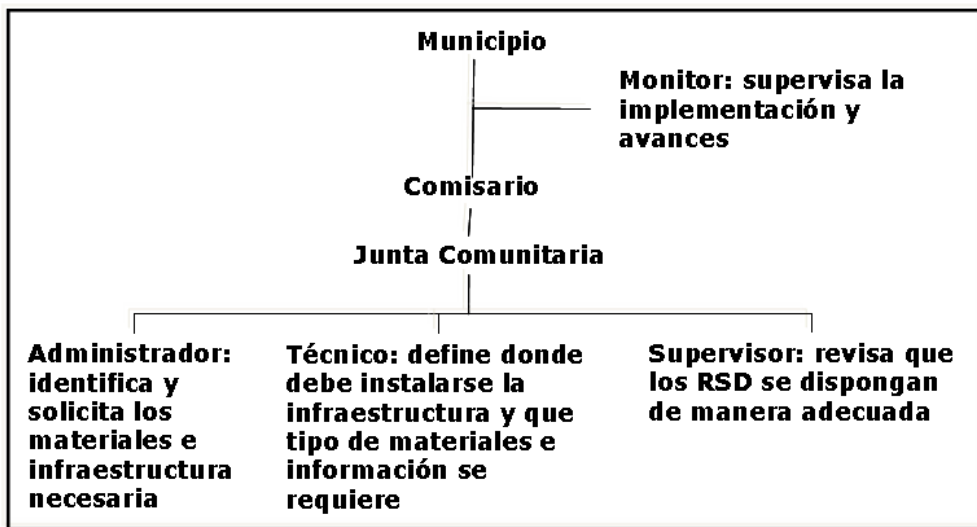 Municipio
Monitor: supervisa la
implementación y
avances
Comisario
Junta Comunitaria
Administrador:
identifica y
solicita los
materiales e
infraestructura
necesaria
Técnico: define donde
debe instalarse la
infraestructura y que
tipo de materiales e
información se
requiere
Supervisor: revisa que
los RSD se dispongan
de manera adecuada